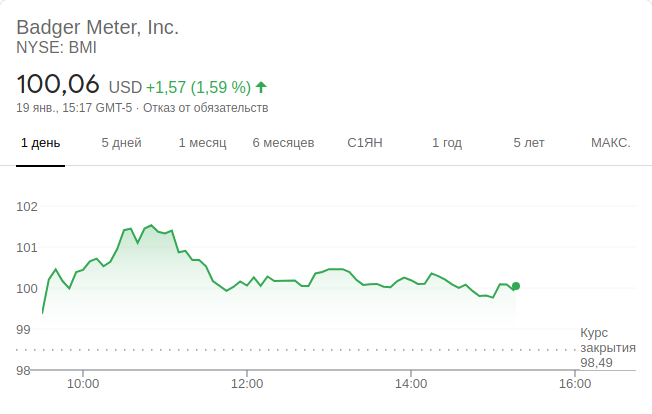 Badger Meter, Inc.
NYSE: BMI
100,06 USD +1,57 (1,59 %)
19 янв., 15:17 GMT-5 · Отказ от обязательств
1 день 5 дней 1 месяц 6 месяцев С1ЯН 1 год 5 лет МАКС.
102
101
100
99
98
Курс
закрытия
98,49
10:00 12:00 14:00 16:00